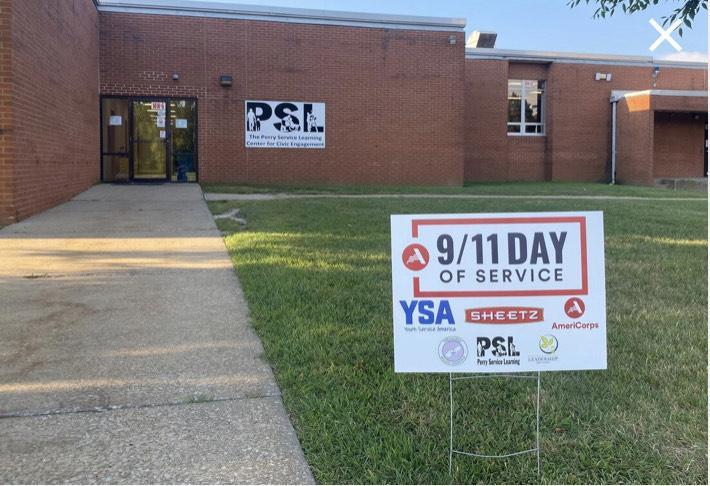 PSL
The Perry Service Learning
Center for Civic Engagement
9/11 DAY
OF SERVICE
YSA
Youth Service America
SHEETZ
AmeriCorps
PSL
Perry Service Learning
LEADERSHIP